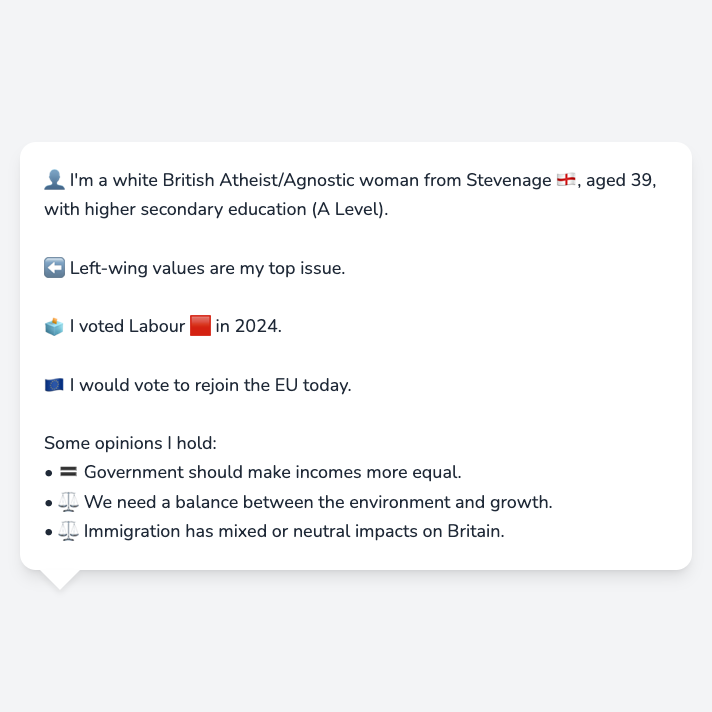 👤 I'm a white British Atheist/Agnostic woman from Stevenage 🏴󠁧󠁢󠁥󠁮󠁧󠁿, aged 39,
with higher secondary education (A Level).
⬅️ Left-wing values are my top issue.
🗳️ I voted Labour 🟥 in 2024.
🇪🇺 I would vote to rejoin the EU today.
Some opinions I hold:
• 🟰 Government should make incomes more equal.
• ⚖️ We need a balance between the environment and growth.
• ⚖️ Immigration has mixed or neutral impacts on Britain.